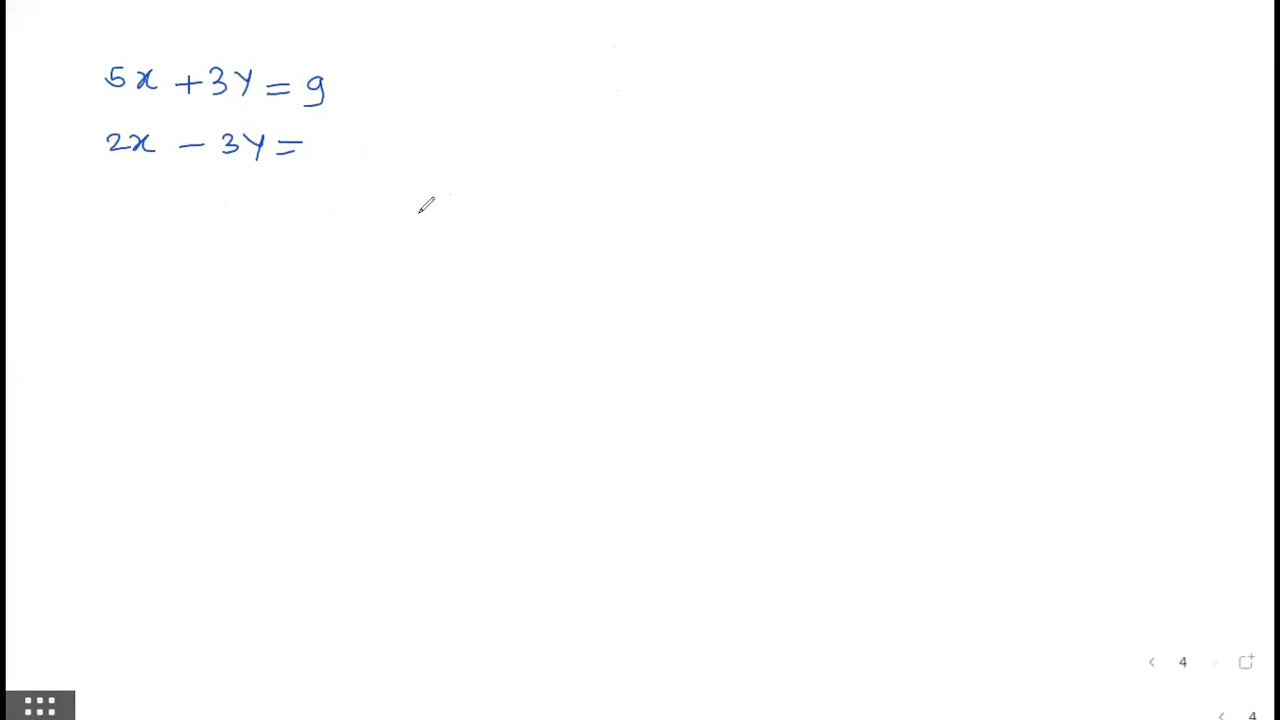 5x + 3y = 9
2x - 3y =
4
4